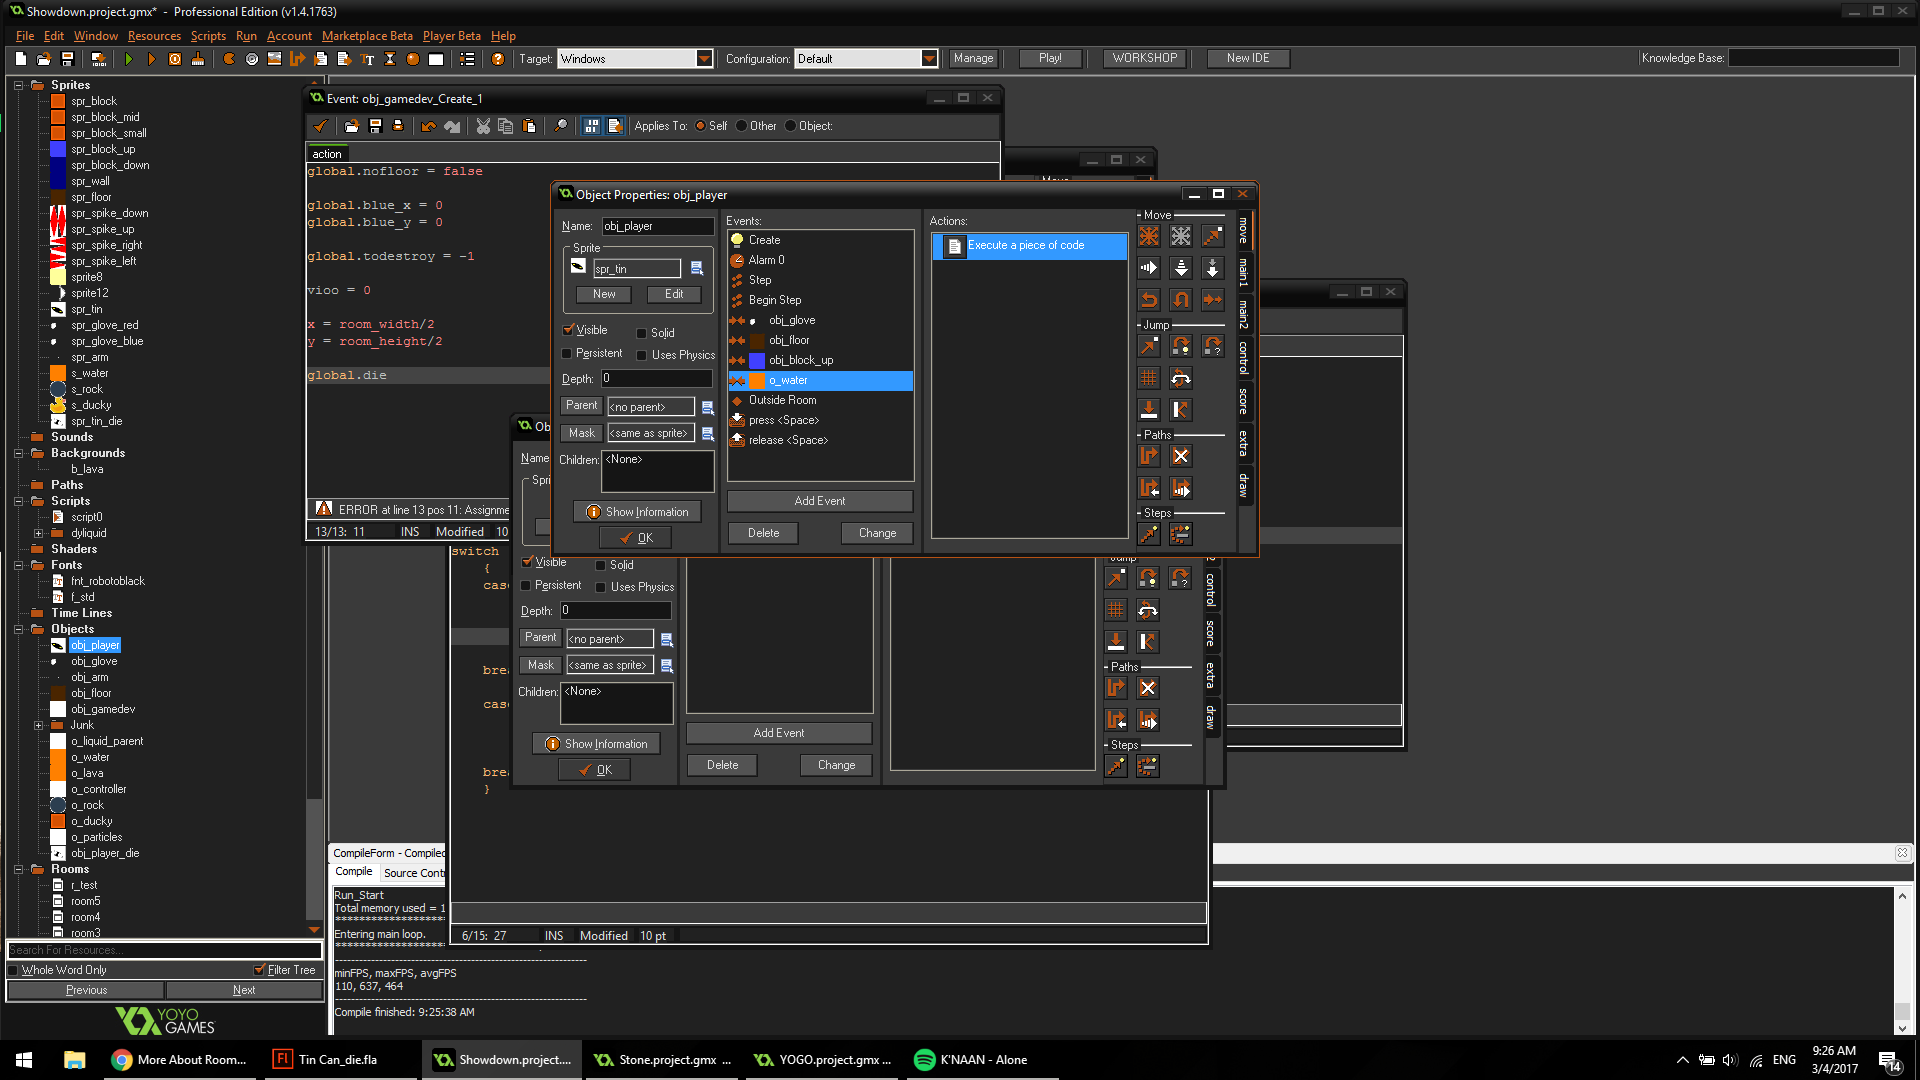 Showdown.project.gmx* - Professional Edition (v1.4.1763)
File Edit Window Resources Scripts Run Account Marketplace Beta Player Beta Help
Target: Windows Configuration: Default Manage Play! WORKSHOP New IDE Knowledge Base:
Sprites
spr_block
spr_block_mid
spr_block_small
spr_block_up
spr_block_down
spr_wall
spr_floor
spr_spike_down
spr_spike_up
spr_spike_right
spr_spike_left
sprite8
sprite12
spr_tin
spr_glove_red
spr_glove_blue
spr_arm
s_water
s_rock
s_ducky
spr_tin_die
Sounds
Backgrounds
b_lava
Paths
Scripts
script0
dyliquid
Shaders
Fonts
fnt_robotoblack
f_std
Time Lines
Objects
obj_player
obj_glove
obj_arm
obj_floor
obj_gamedev
Junk
o_liquid_parent
o_water
o_lava
o_controller
o_rock
o_ducky
o_particles
obj_player_die
Rooms
r_test
room5
room4
room3
Search For Resources...
Whole Word Only Filter Tree
Previous Next
YOYO
GAMES
Event: obj_gamedev_Create_1
Applies To: Self Other Object:
action
global.nofloor = false
global.blue_x = 0
global.blue_y = 0
global.todestroy = -1
vioo = 0
x = room_width/2
y = room_height/2
global.die
ERROR at line 13 pos 11: Assignme
13/13: 11 INS Modified 10
Object Properties: obj_player
Name: obj_player
Sprite
spr_tin
New Edit
Visible Solid
Persistent Uses Physics
Depth: 0
Parent <no parent>
Mask <same as sprite>
Children: <None>
Show Information
OK
Events:
Create
Alarm 0
Step
Begin Step
obj_glove
obj_floor
obj_block_up
o_water
Outside Room
press <Space>
release <Space>
Add Event
Delete Change
Actions:
Execute a piece of code
Move
Jump
Paths
Steps
move
main1
main2
control
score
extra
draw
Ob
Name
Spri
Visible Solid
Persistent Uses Physics
Depth: 0
Parent <no parent>
Mask <same as sprite>
Children: <None>
Show Information
OK
Add Event
Delete Change
Jump
Paths
Steps
control
score
extra
draw
switch
{
case
brea
case
brea
}
6/15: 27 INS Modified 10 pt
CompileForm - Compiled
Compile Source Contr
Run_Start
Total memory used = 1
Entering main loop.
minFPS, maxFPS, avgFPS
110, 637, 464
Compile finished: 9:25:38 AM
More About Room... Tin Can_die.fla Showdown.project.... Stone.project.gmx ... YOGO.project.gmx ... K'NAAN - Alone
ENG
9:26 AM
3/4/2017
14